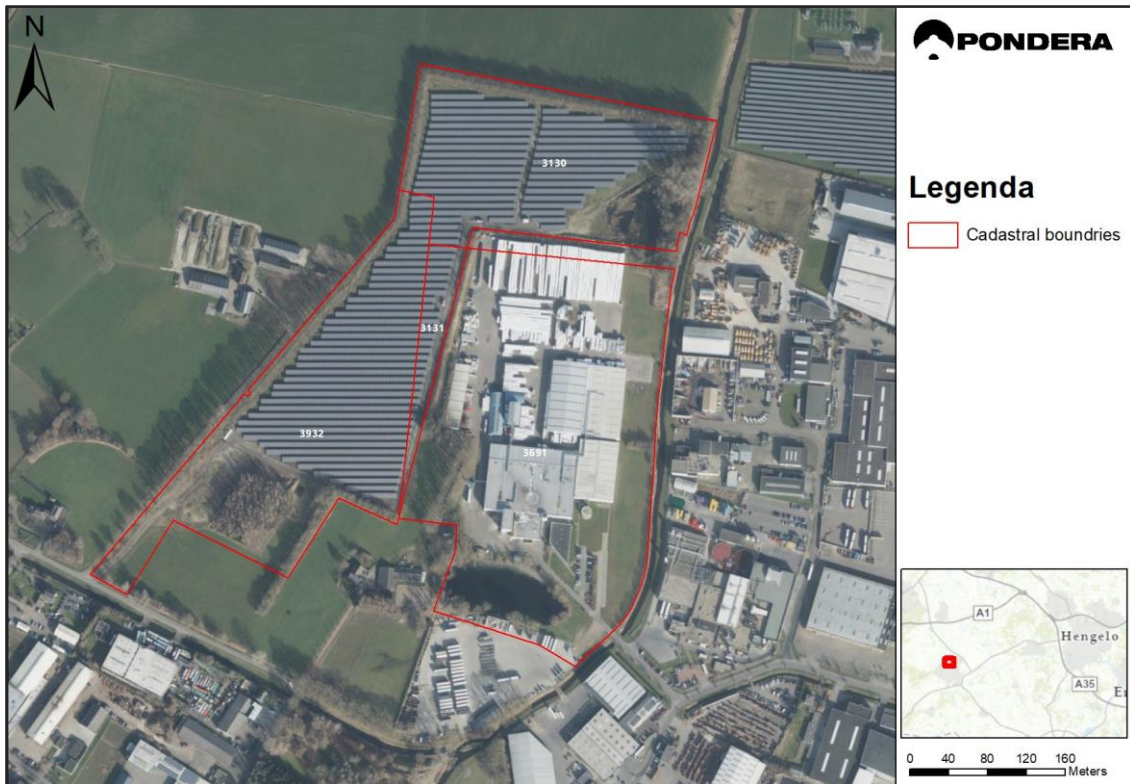 N
3130
3131
3932
3691
PONDERA
Legenda
Cadastral boundries
A1
Hengelo
A35
E
0 40 80 120 160
Meters